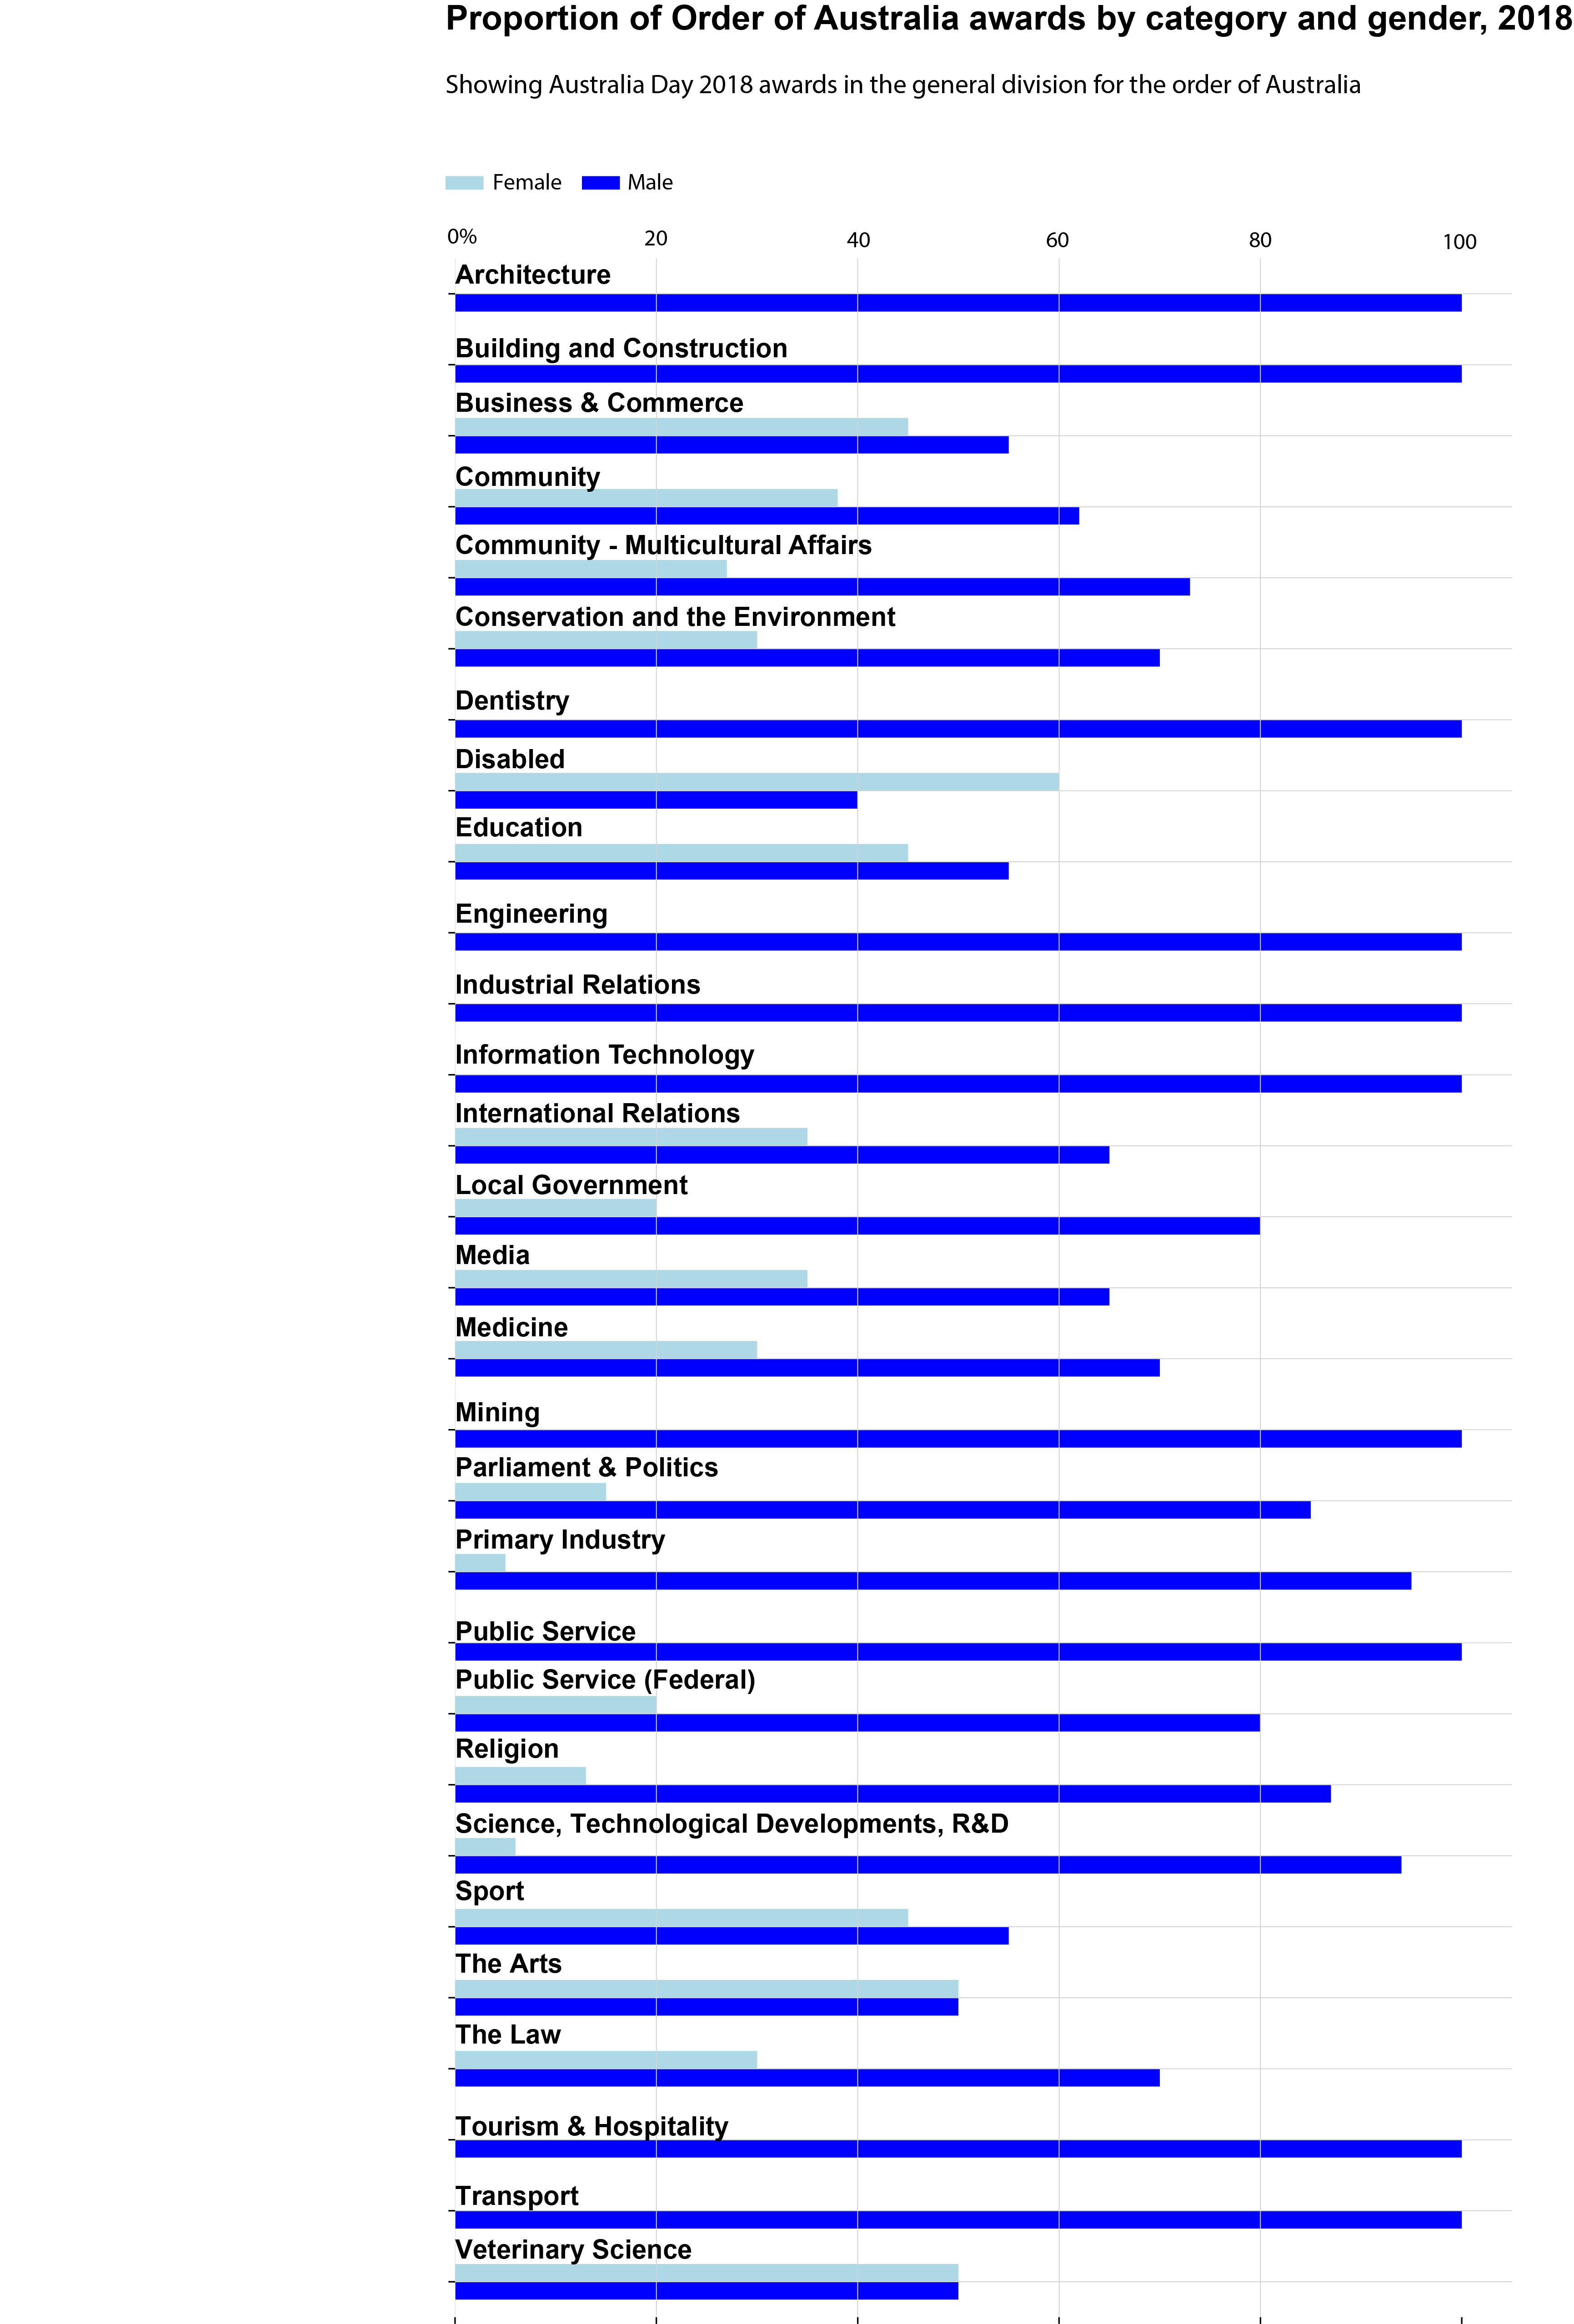 Proportion of Order of Australia awards by category and gender, 2018
Showing Australia Day 2018 awards in the general division for the order of Australia
Female Male
0% 20 40 60 80 100
Architecture
Building and Construction
Business & Commerce
Community
Community - Multicultural Affairs
Conservation and the Environment
Dentistry
Disabled
Education
Engineering
Industrial Relations
Information Technology
International Relations
Local Government
Media
Medicine
Mining
Parliament & Politics
Primary Industry
Public Service
Public Service (Federal)
Religion
Science, Technological Developments, R&D
Sport
The Arts
The Law
Tourism & Hospitality
Transport
Veterinary Science